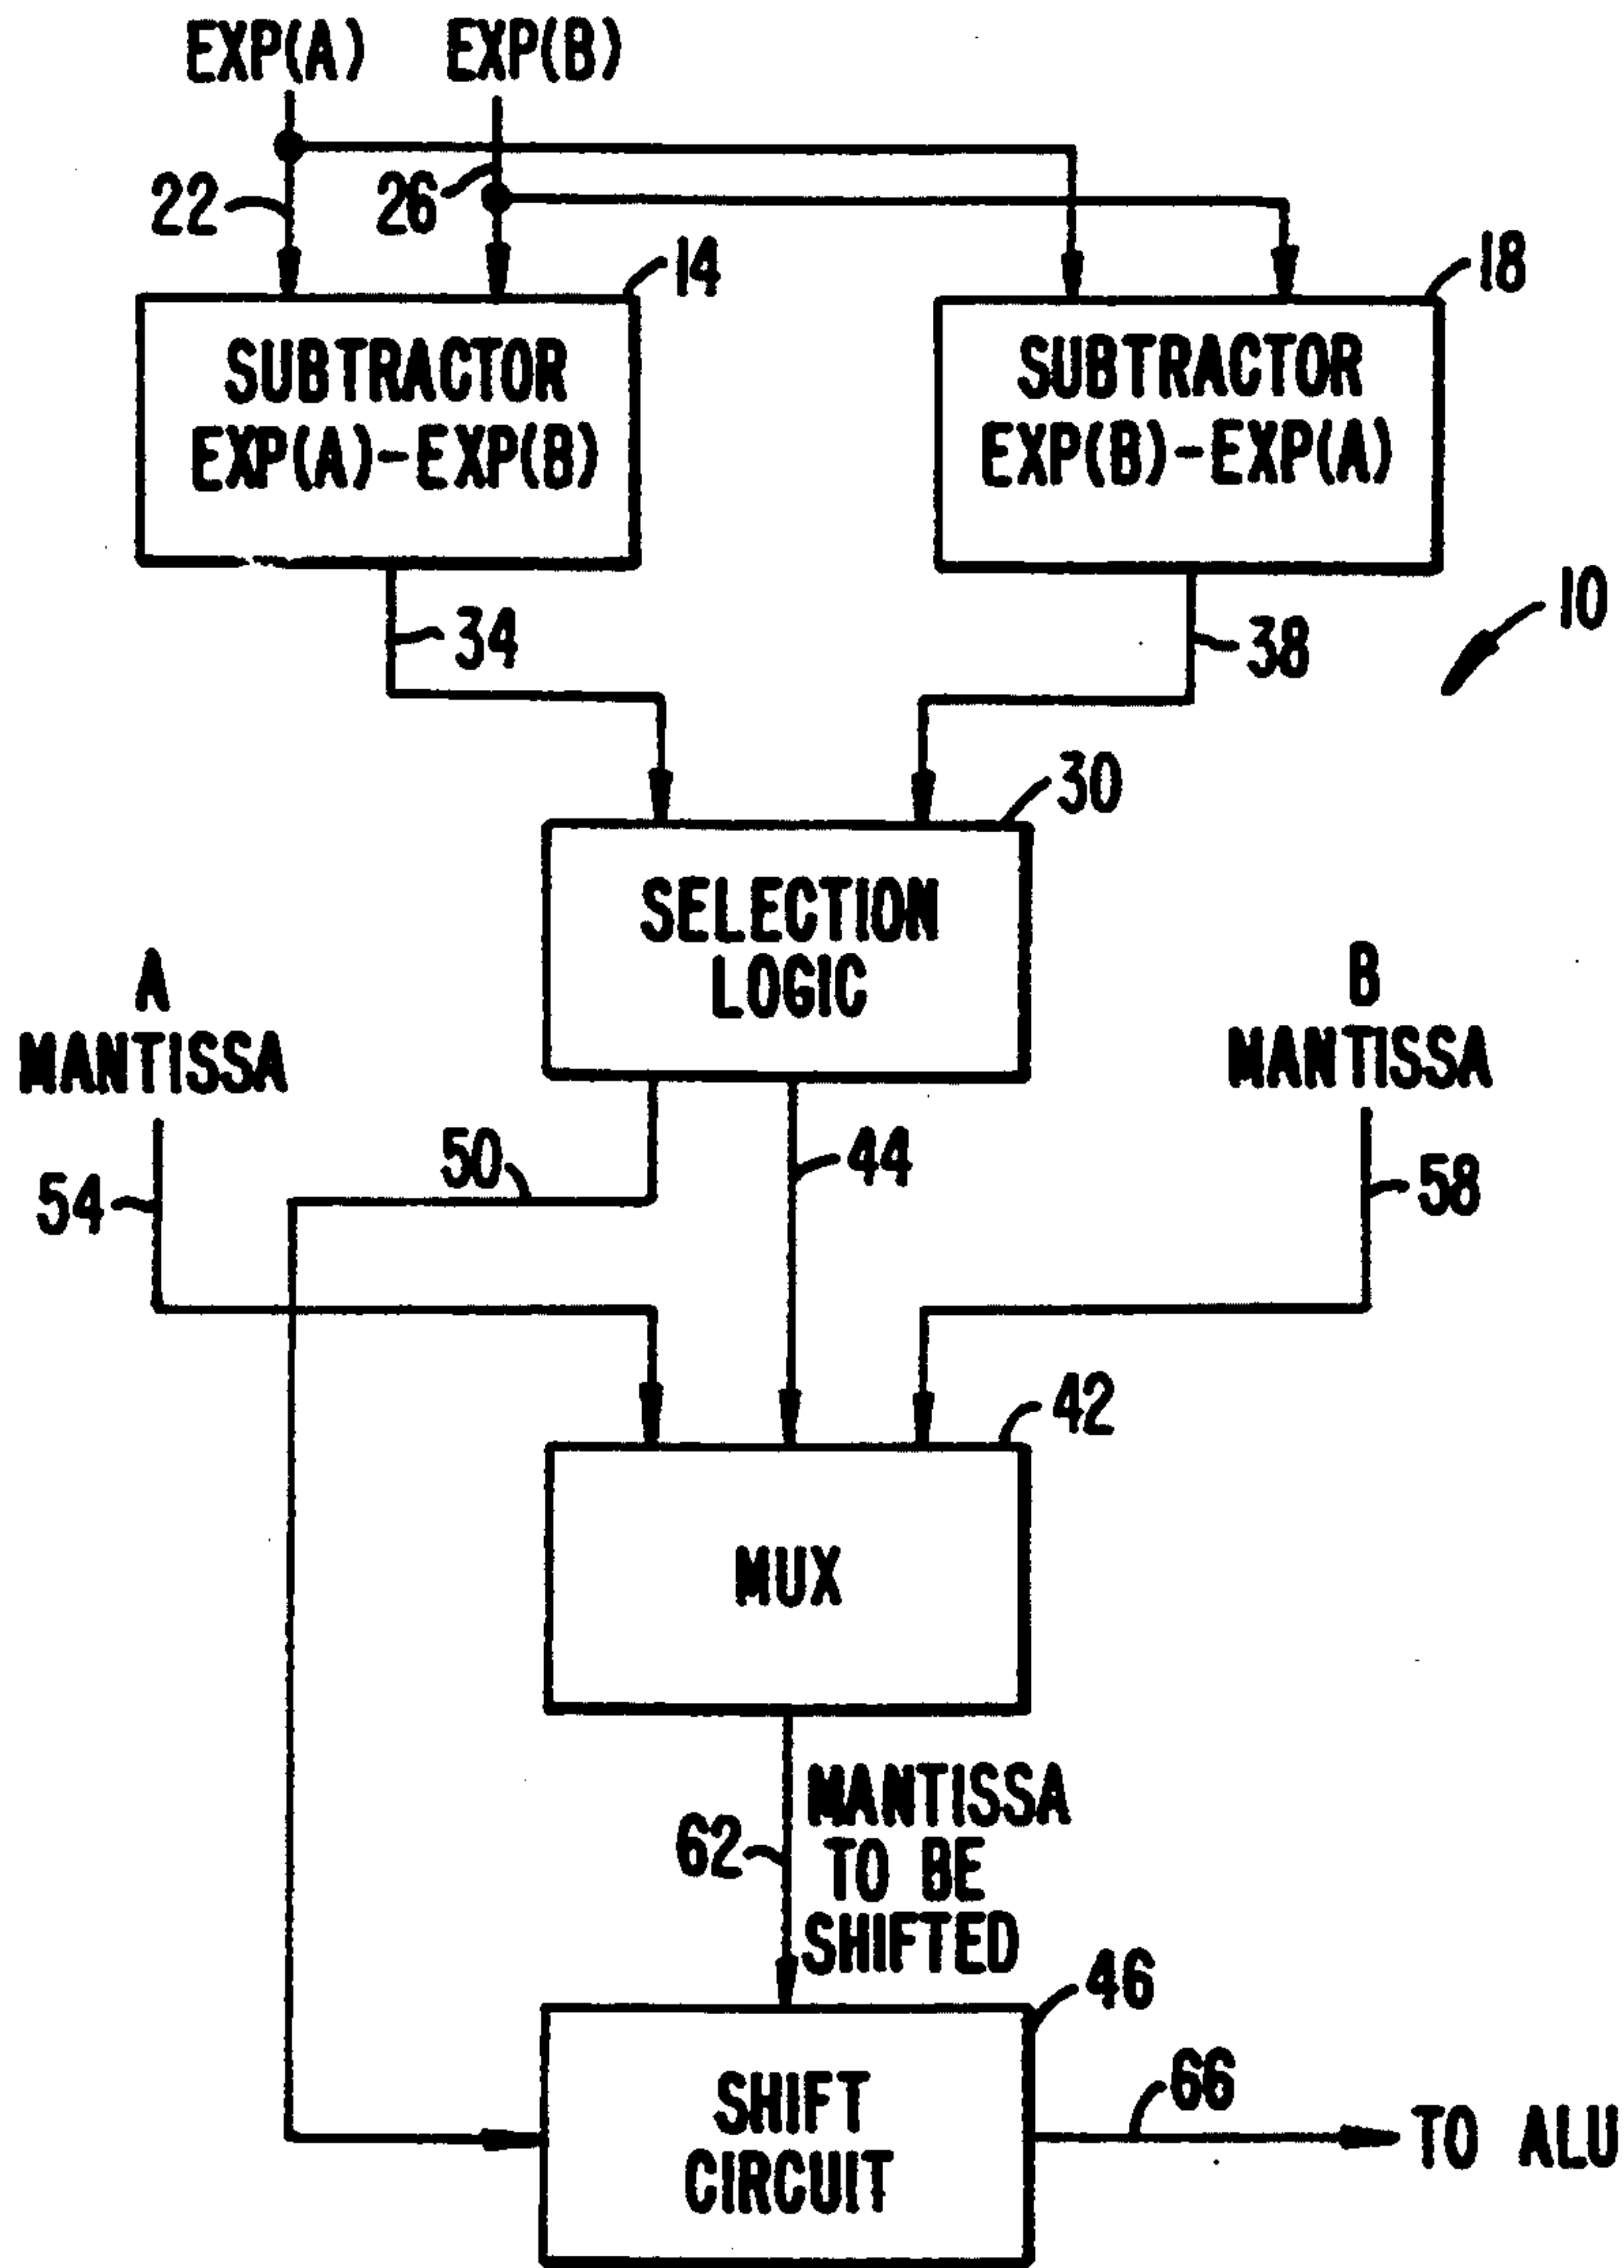 EXP(A) EXP(B)
22 26
14 18
SUBTRACTOR
EXP(A)-EXP(B)
SUBTRACTOR
EXP(B)-EXP(A)
10
34 38
30
SELECTION
LOGIC
A
MANTISSA
B
MANTISSA
50 44
54 58
42
MUX
62
MANTISSA
TO BE
SHIFTED
46
SHIFT
CIRCUIT
66
TO ALU